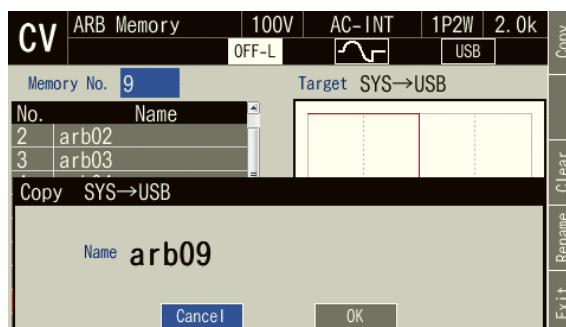 CV
ARB Memory
100V
AC-INT
1P2W
2.0k
OFF-L
USB
Memory No. 9
Target SYS→USB
No. Name
2 arb02
3 arb03
Copy SYS→USB
Name arb09
Cancel
OK
Copy
Clear
Rename
Exit